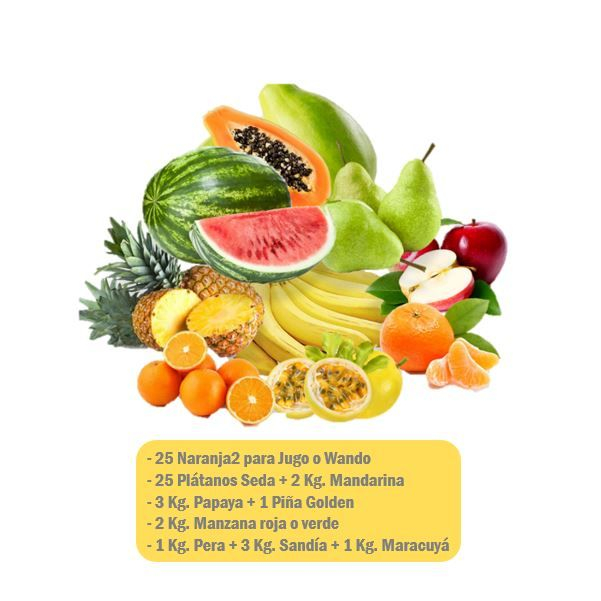 - 25 Naranja2 para Jugo o Wando
- 25 Plátanos Seda + 2 Kg. Mandarina
- 3 Kg. Papaya + 1 Piña Golden
- 2 Kg. Manzana roja o verde
- 1 Kg. Pera + 3 Kg. Sandía + 1 Kg. Maracuyá